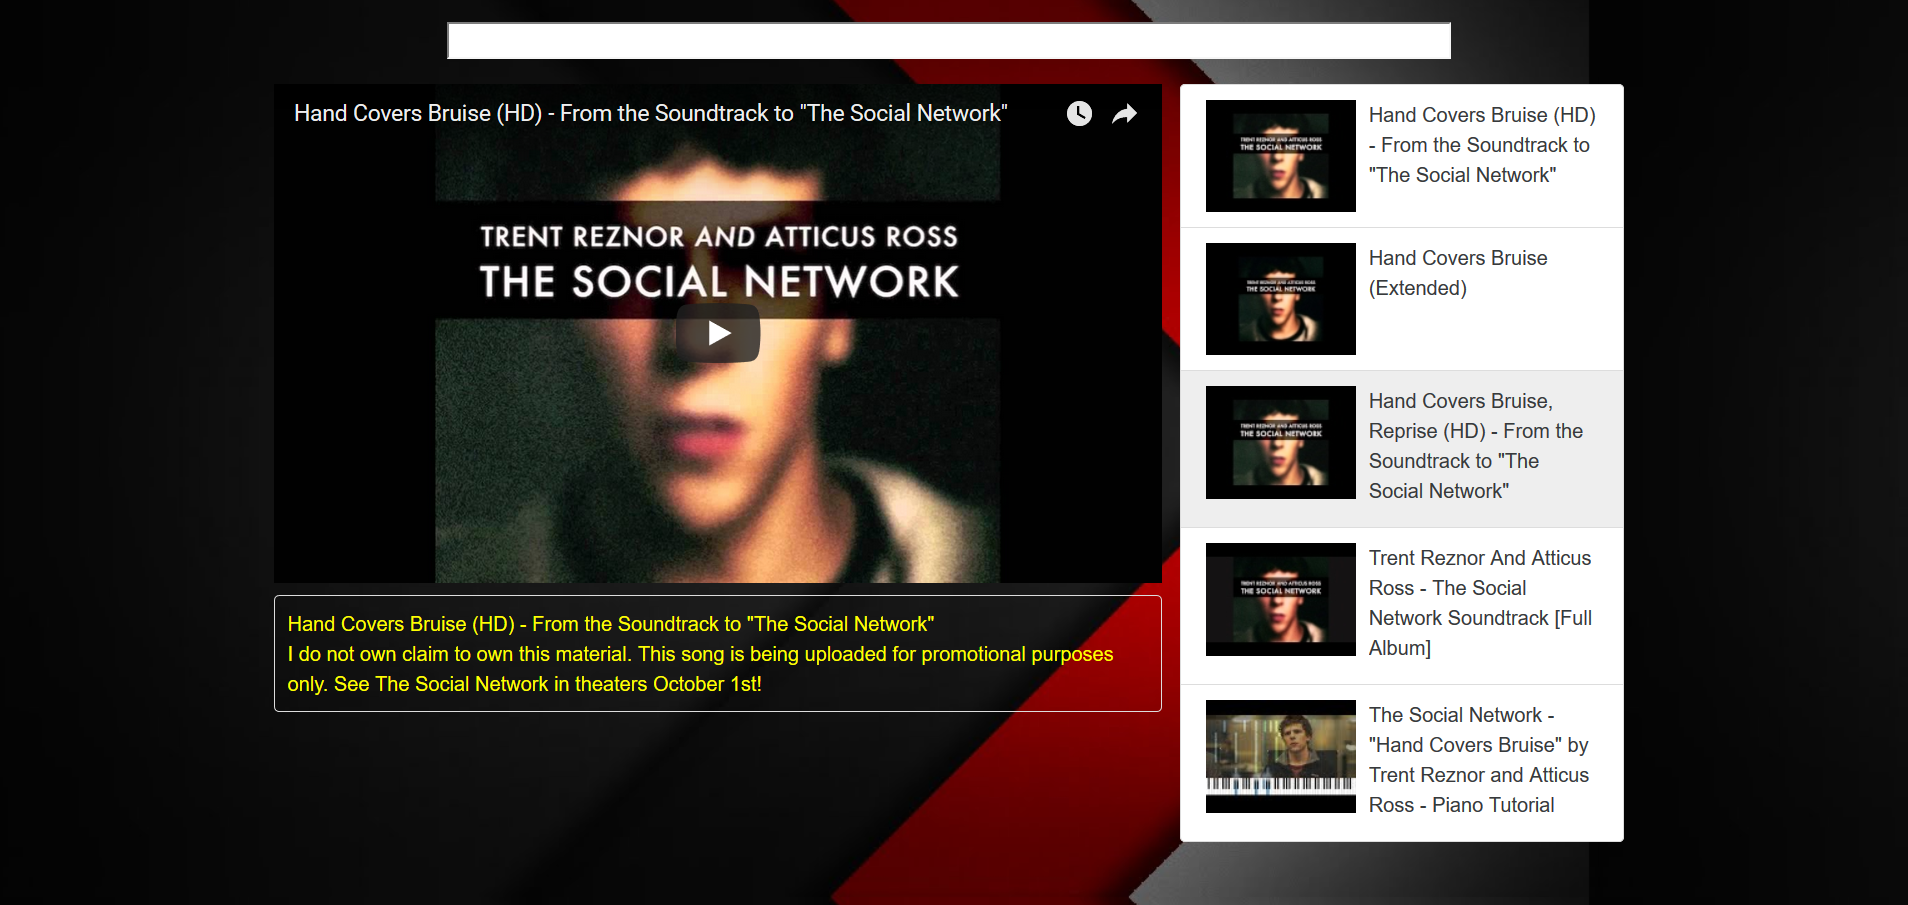 Hand Covers Bruise (HD) - From the Soundtrack to "The Social Network"
TRENT REZNOR AND ATTICUS ROSS
THE SOCIAL NETWORK
Hand Covers Bruise (HD) - From the Soundtrack to "The Social Network"
I do not own claim to own this material. This song is being uploaded for promotional purposes
only. See The Social Network in theaters October 1st!
TRENT REZNOR AND ATTICUS ROSS
THE SOCIAL NETWORK
Hand Covers Bruise (HD)
- From the Soundtrack to
"The Social Network"
TRENT REZNOR AND ATTICUS ROSS
THE SOCIAL NETWORK
Hand Covers Bruise
(Extended)
TRENT REZNOR AND ATTICUS ROSS
THE SOCIAL NETWORK
Hand Covers Bruise,
Reprise (HD) - From the
Soundtrack to "The
Social Network"
TRENT REZNOR AND ATTICUS ROSS
THE SOCIAL NETWORK
Trent Reznor And Atticus
Ross - The Social
Network Soundtrack [Full
Album]
The Social Network -
"Hand Covers Bruise" by
Trent Reznor and Atticus
Ross - Piano Tutorial